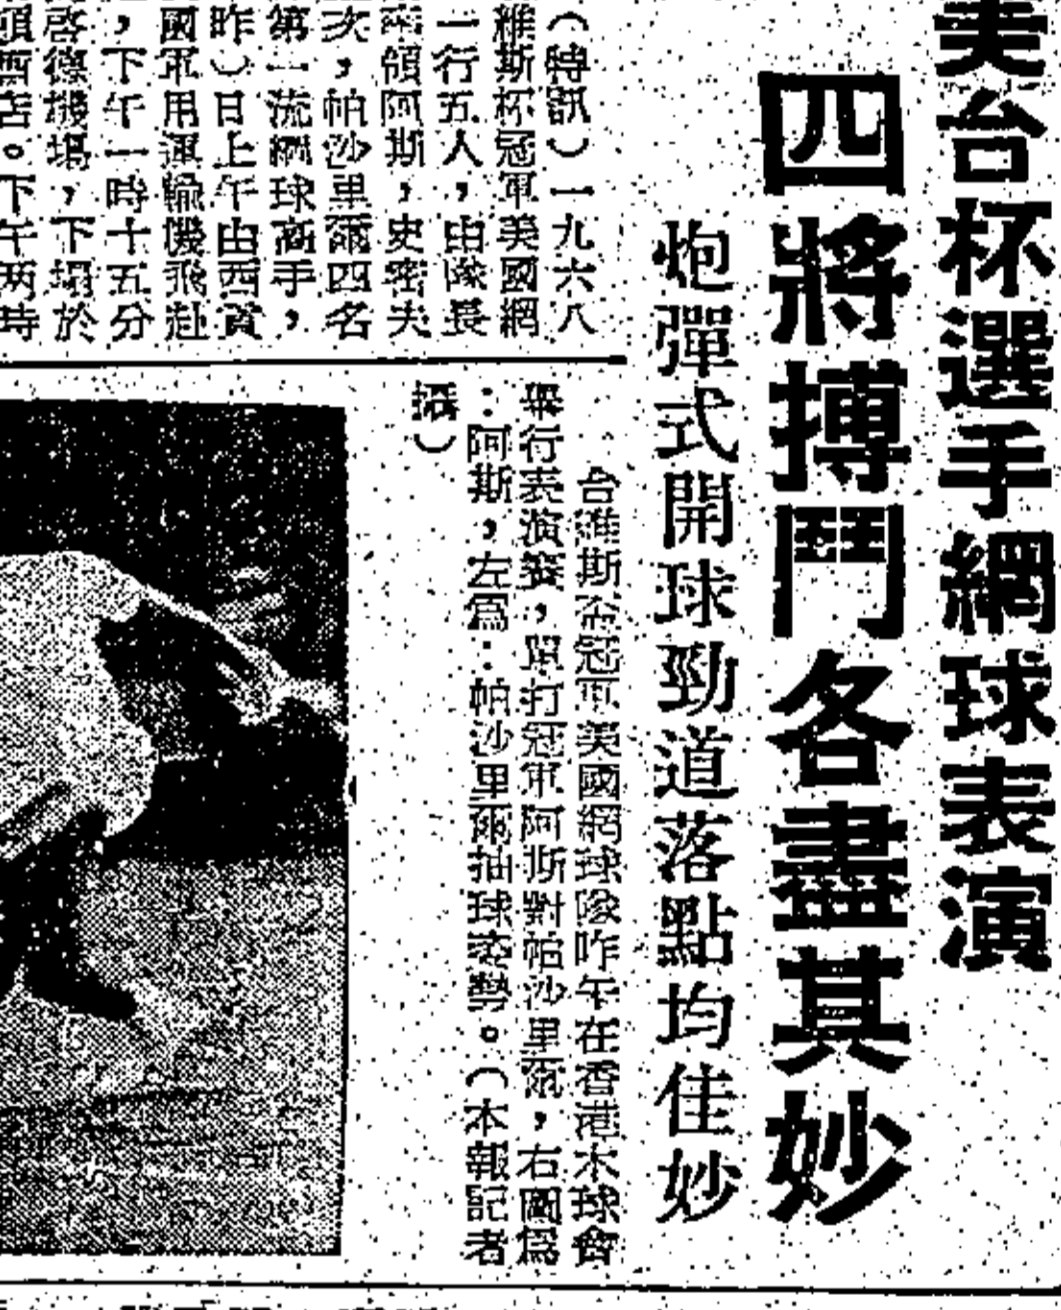 美台杯選手網球表演
四將搏鬥各盡其妙
炮彈式開球勁道落點均佳妙
（特訊）一九六八
維斯杯冠軍美國網
一行五人，由隊長
爾領阿斯，史密夫
次，帕沙里爾四名
第一流網球高手，
昨）日上午由西貢
國軍用運輸機飛赴
，下午一時十五分
啓德機場，下塌於
頓酒店。下午两時
台維斯盃冠軍美國網球隊昨午在香港木球會
舉行表演賽，單打冠軍阿斯對帕沙里爾，右圖爲
：阿斯，左爲：帕沙里爾抽球姿勢。（本報記者
攝）